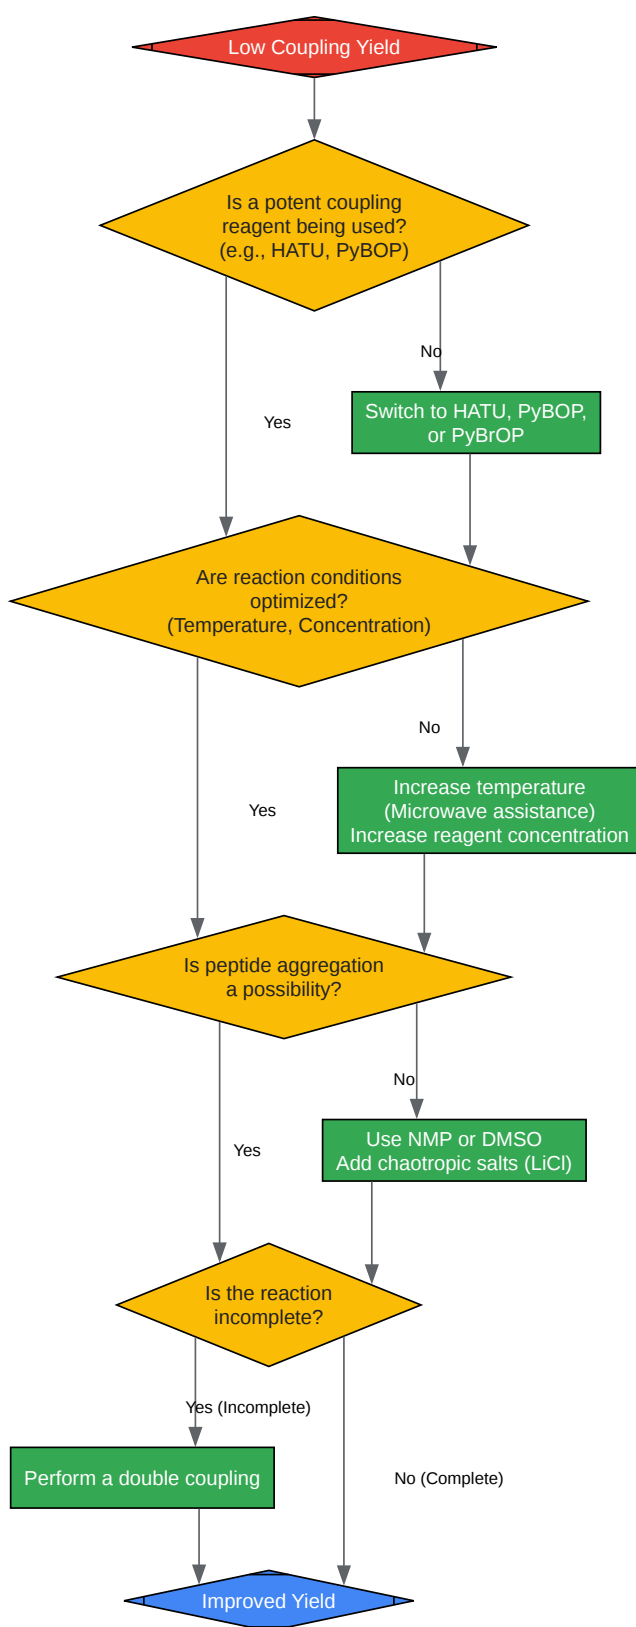 Low Coupling Yield
Is a potent coupling
reagent being used?
(e.g., HATU, PyBOP)
No
Yes
Switch to HATU, PyBOP,
or PyBrOP
Are reaction conditions
optimized?
(Temperature, Concentration)
No
Yes
Increase temperature
(Microwave assistance)
Increase reagent concentration
Is peptide aggregation
a possibility?
No
Yes
Use NMP or DMSO
Add chaotropic salts (LiCl)
Is the reaction
incomplete?
Yes (Incomplete)
No (Complete)
Perform a double coupling
Improved Yield